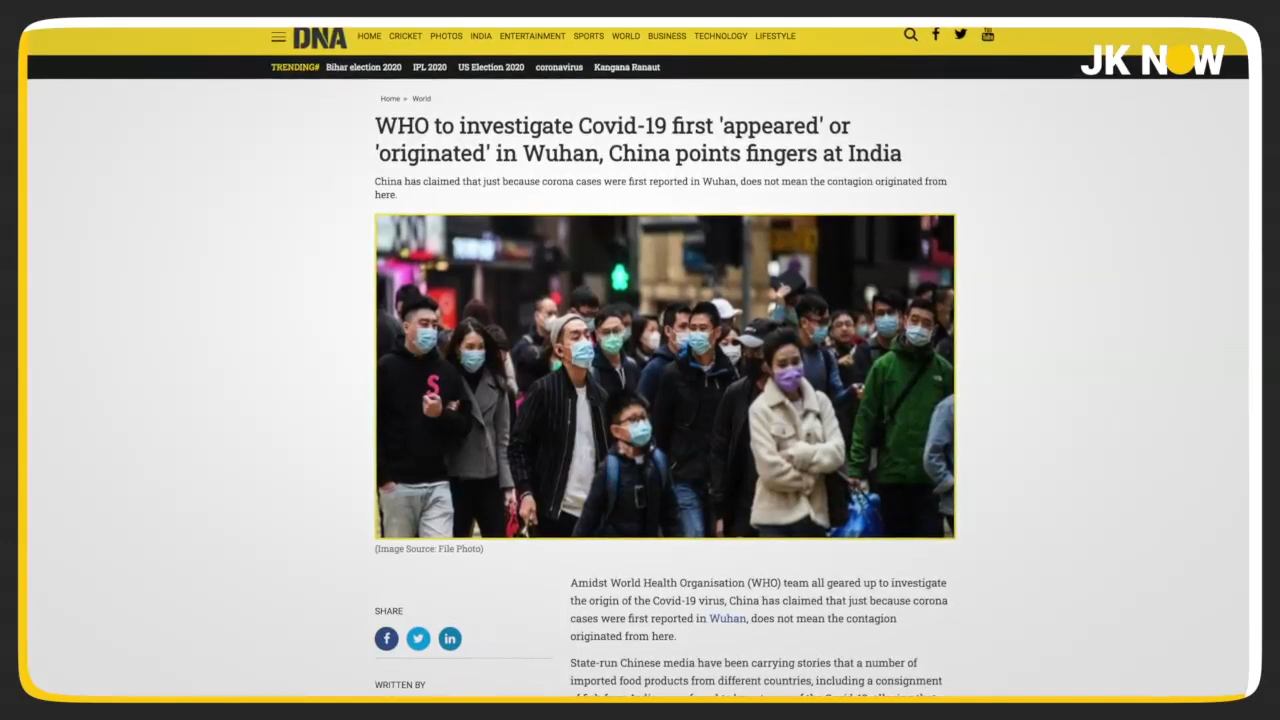 DNA HOME CRICKET PHOTOS INDIA ENTERTAINMENT SPORTS WORLD BUSINESS TECHNOLOGY LIFESTYLE
JK NOW
TRENDING# Bihar election 2020 IPL 2020 US Election 2020 coronavirus Kangana Ranaut
Home » World
WHO to investigate Covid-19 first 'appeared' or
'originated' in Wuhan, China points fingers at India
China has claimed that just because corona cases were first reported in Wuhan, does not mean the contagion originated from
here.
S
(Image Source: File Photo)
Amidst World Health Organisation (WHO) team all geared up to investigate
the origin of the Covid-19 virus, China has claimed that just because corona
cases were first reported in Wuhan, does not mean the contagion
originated from here.
SHARE
State-run Chinese media have been carrying stories that a number of
imported food products from different countries, including a consignment
WRITTEN BY